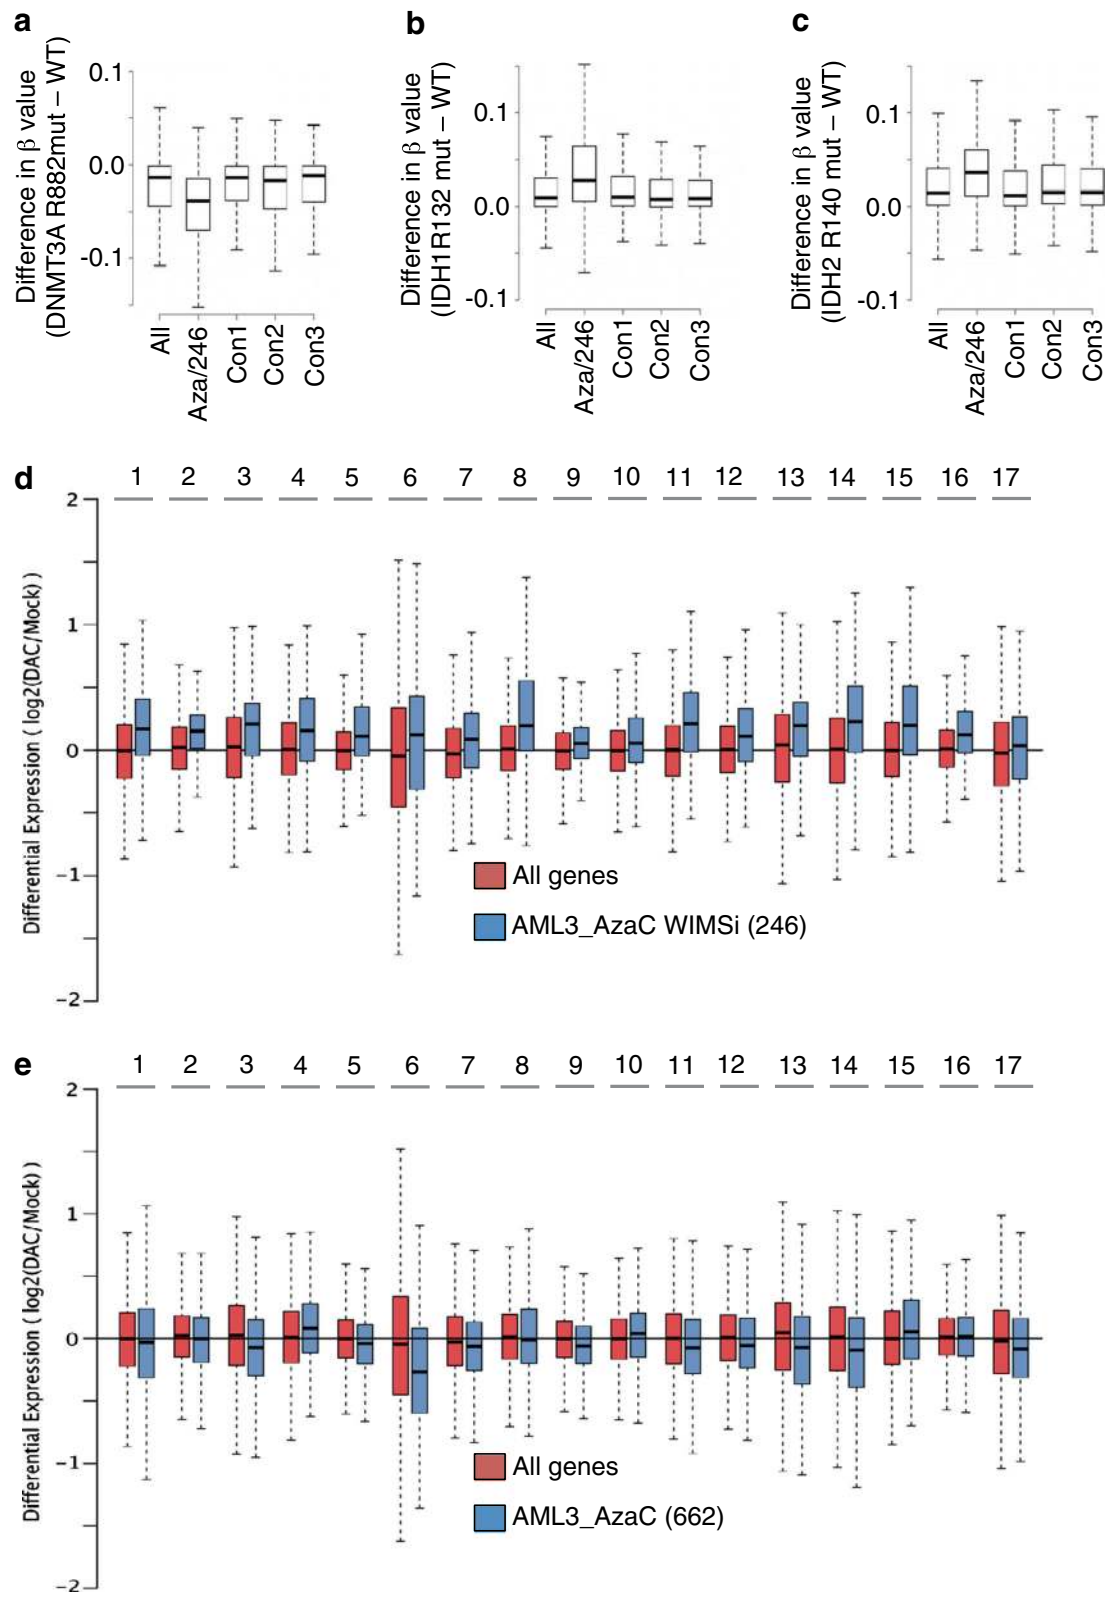 a
Difference in β value
(DNMT3A R882mut – WT)
0.1
0.0
-0.1
All
Aza/246
Con1
Con2
Con3
b
Difference in β value
(IDH1R132 mut – WT)
0.1
0.0
-0.1
All
Aza/246
Con1
Con2
Con3
c
Difference in β value
(IDH2 R140 mut – WT)
0.1
0.0
-0.1
All
Aza/246
Con1
Con2
Con3
d
1 2 3 4 5 6 7 8 9 10 11 12 13 14 15 16 17
Differential Expression ( log2(DAC/Mock) )
2
1
0
−1
−2
All genes
AML3_AzaC WIMSi (246)
e
1 2 3 4 5 6 7 8 9 10 11 12 13 14 15 16 17
Differential Expression ( log2(DAC/Mock) )
2
1
0
−1
−2
All genes
AML3_AzaC (662)